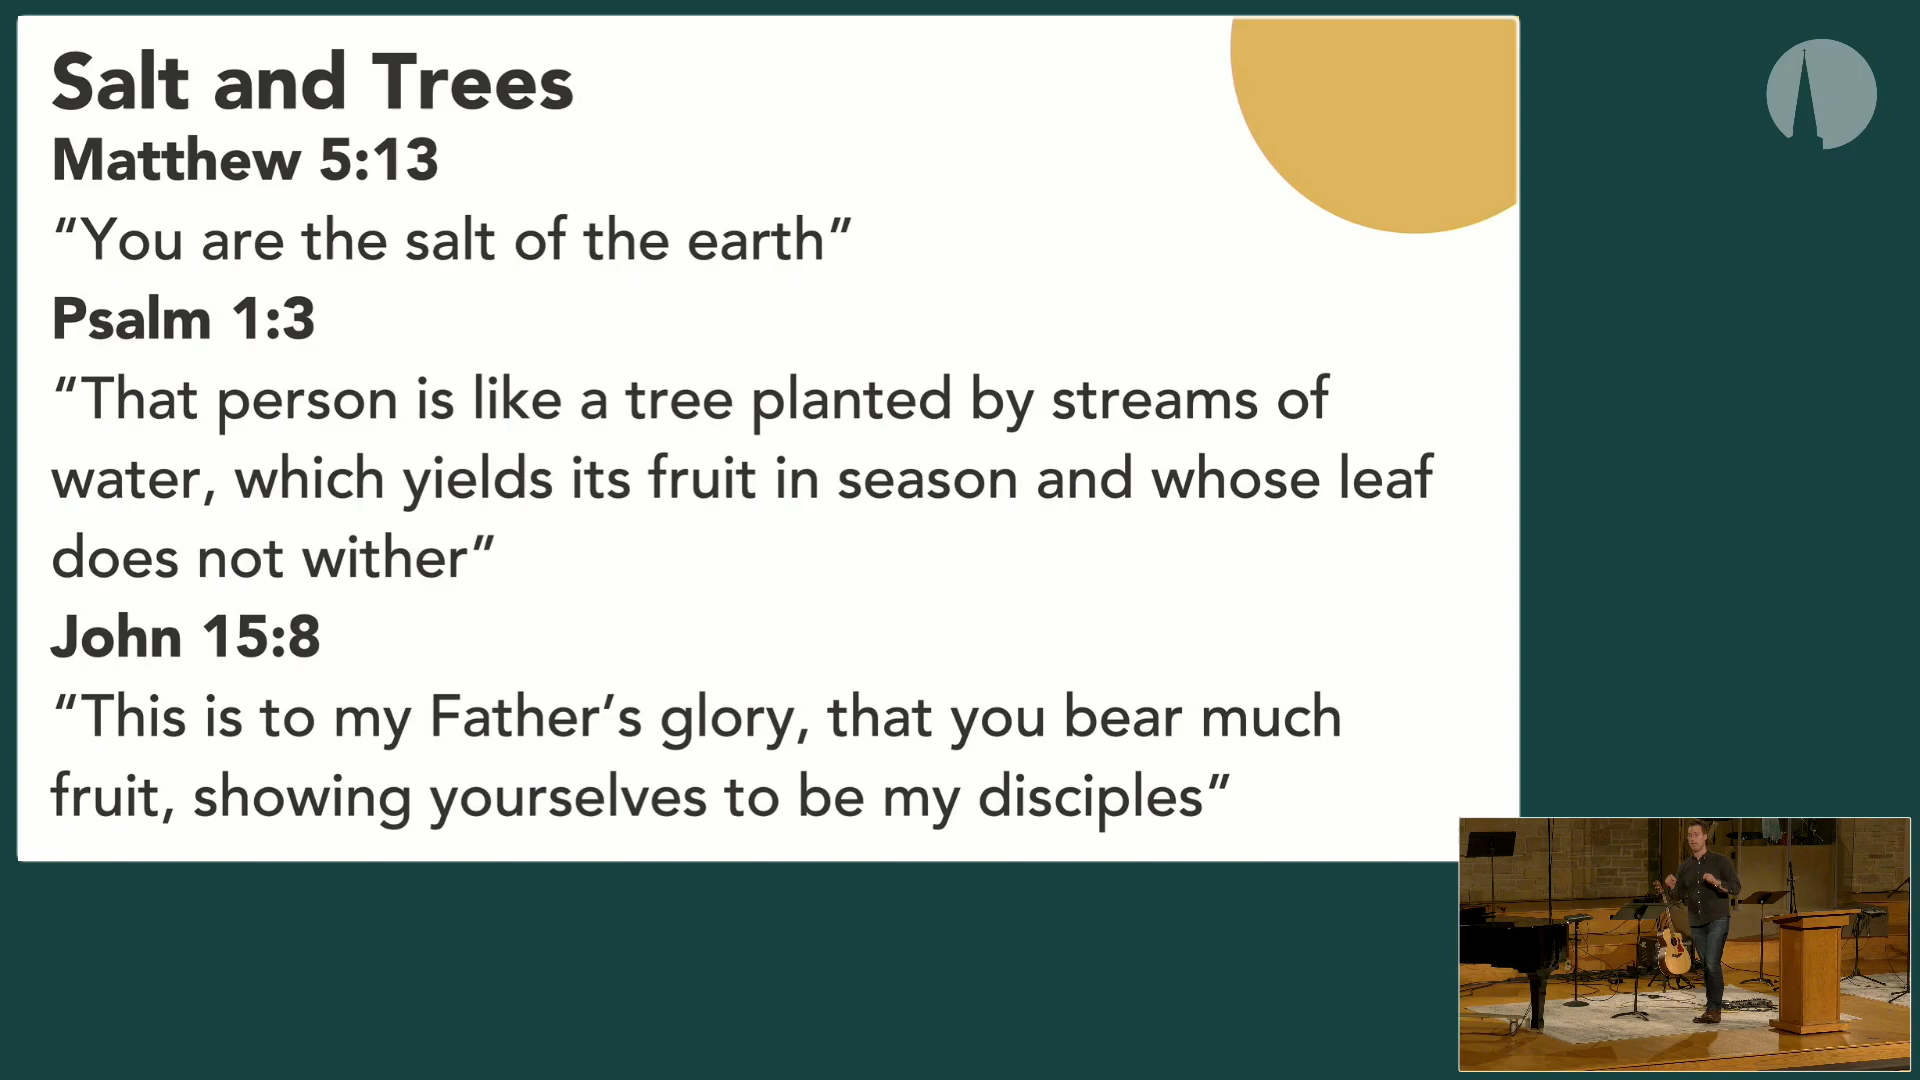 Salt and Trees
Matthew 5:13
“You are the salt of the earth”
Psalm 1:3
“That person is like a tree planted by streams of
water, which yields its fruit in season and whose leaf
does not wither”
John 15:8
“This is to my Father’s glory, that you bear much
fruit, showing yourselves to be my disciples”